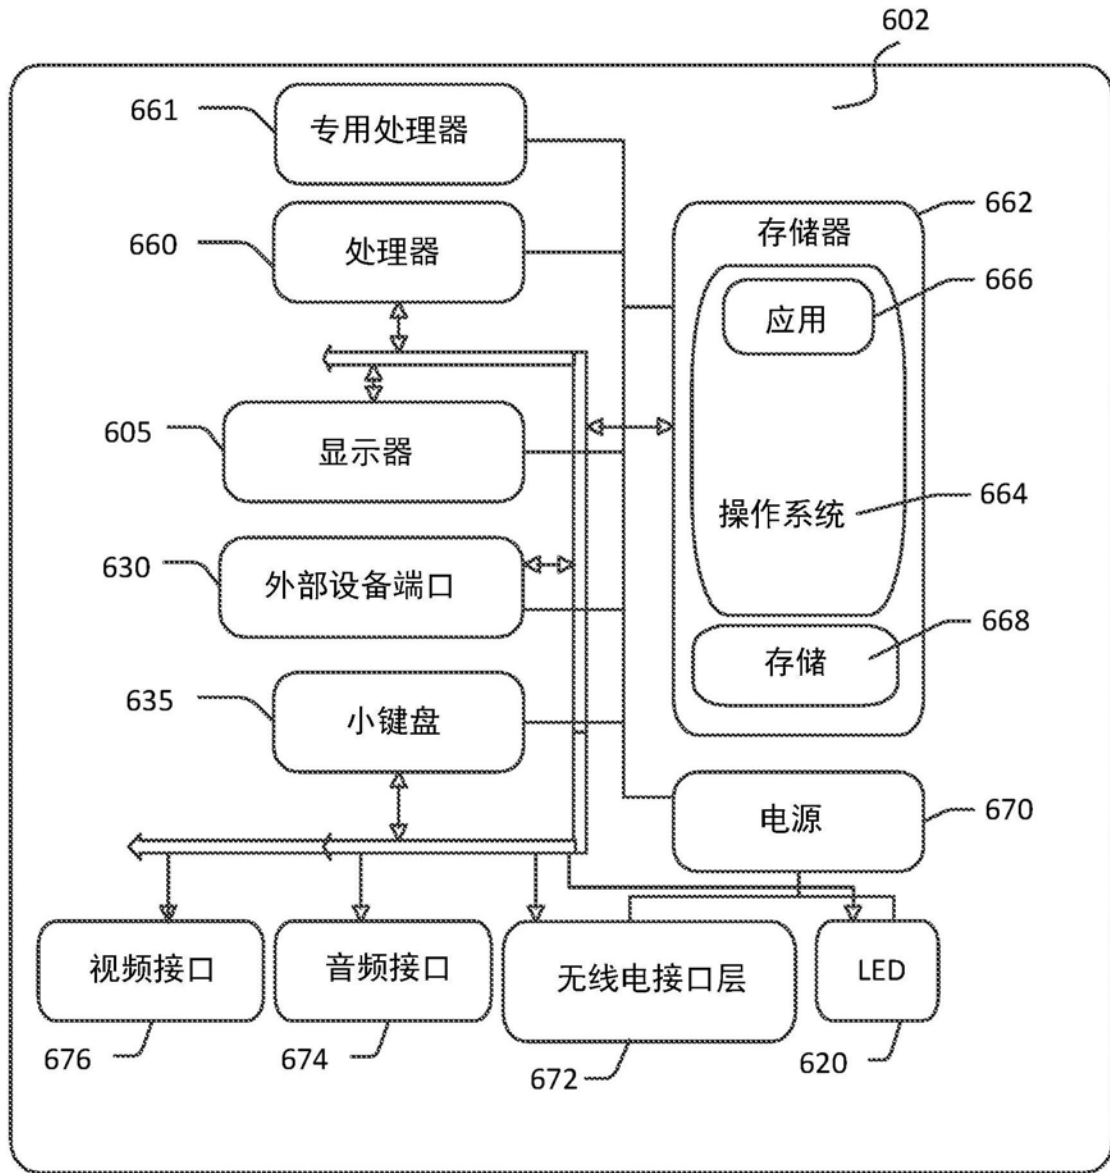 602
661
专用处理器
662
存储器
660
处理器
666
应用
605
显示器
664
操作系统
630
外部设备端口
668
存储
635
小键盘
电源
670
视频接口
音频接口
无线电接口层
LED
676
674
672
620